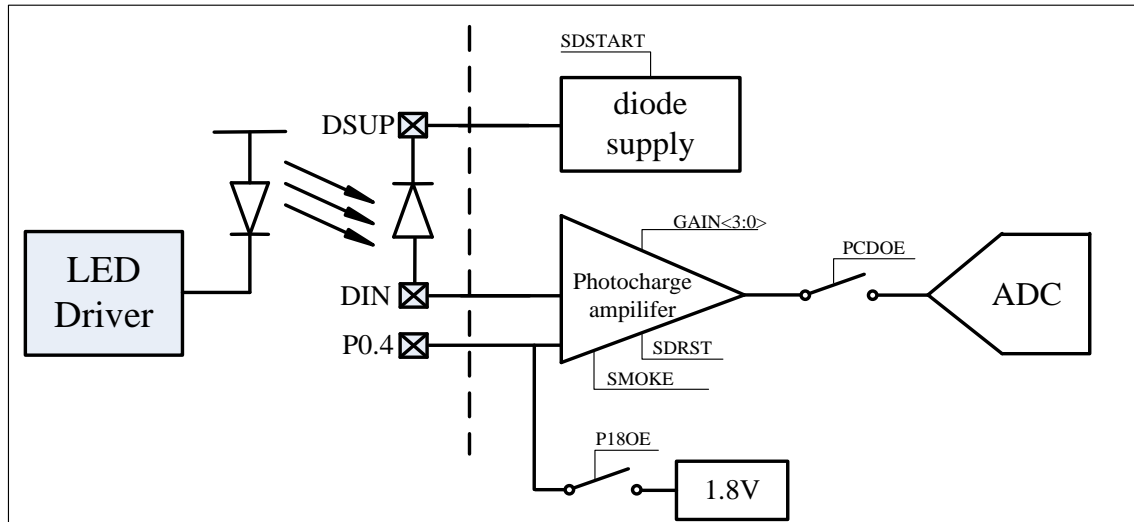 SDSTART
diode
supply
DSUP
LED
Driver
GAIN<3:0>
PCDOE
Photocharge
ampilifer
ADC
DIN
P0.4
SDRST
SMOKE
P18OE
1.8V